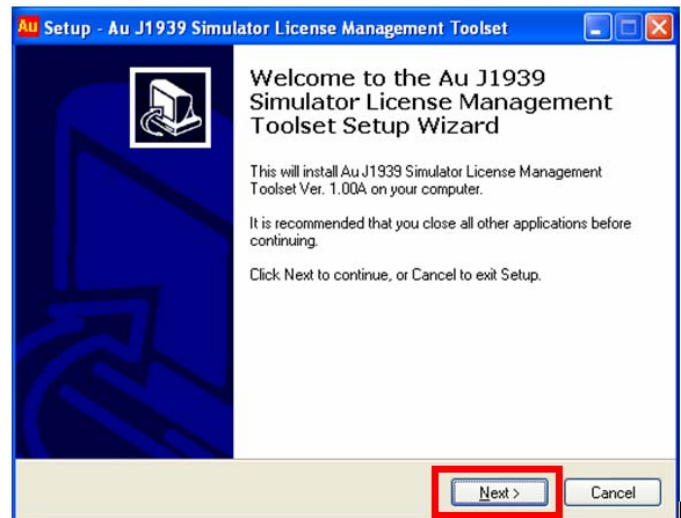 Au Setup - Au J1939 Simulator License Management Toolset
Welcome to the Au J1939
Simulator License Management
Toolset Setup Wizard
This will install Au J1939 Simulator License Management
Toolset Ver. 1.00A on your computer.
It is recommended that you close all other applications before
continuing.
Click Next to continue, or Cancel to exit Setup.
Next > Cancel